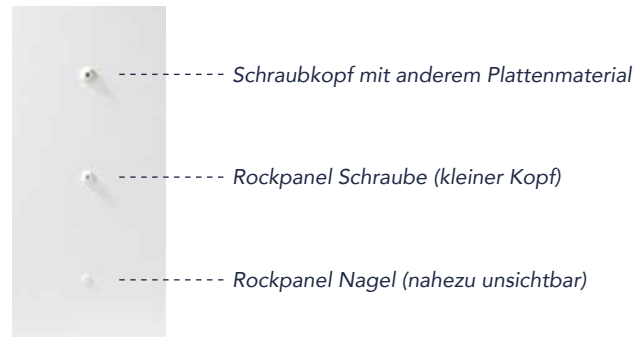 Schraubkopf mit anderem Plattenmaterial
Rockpanel Schraube (kleiner Kopf)
Rockpanel Nagel (nahezu unsichtbar)